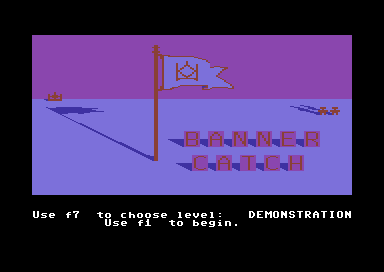 BANNER
CATCH
Use f7 to choose level: DEMONSTRATION
Use f1 to begin.